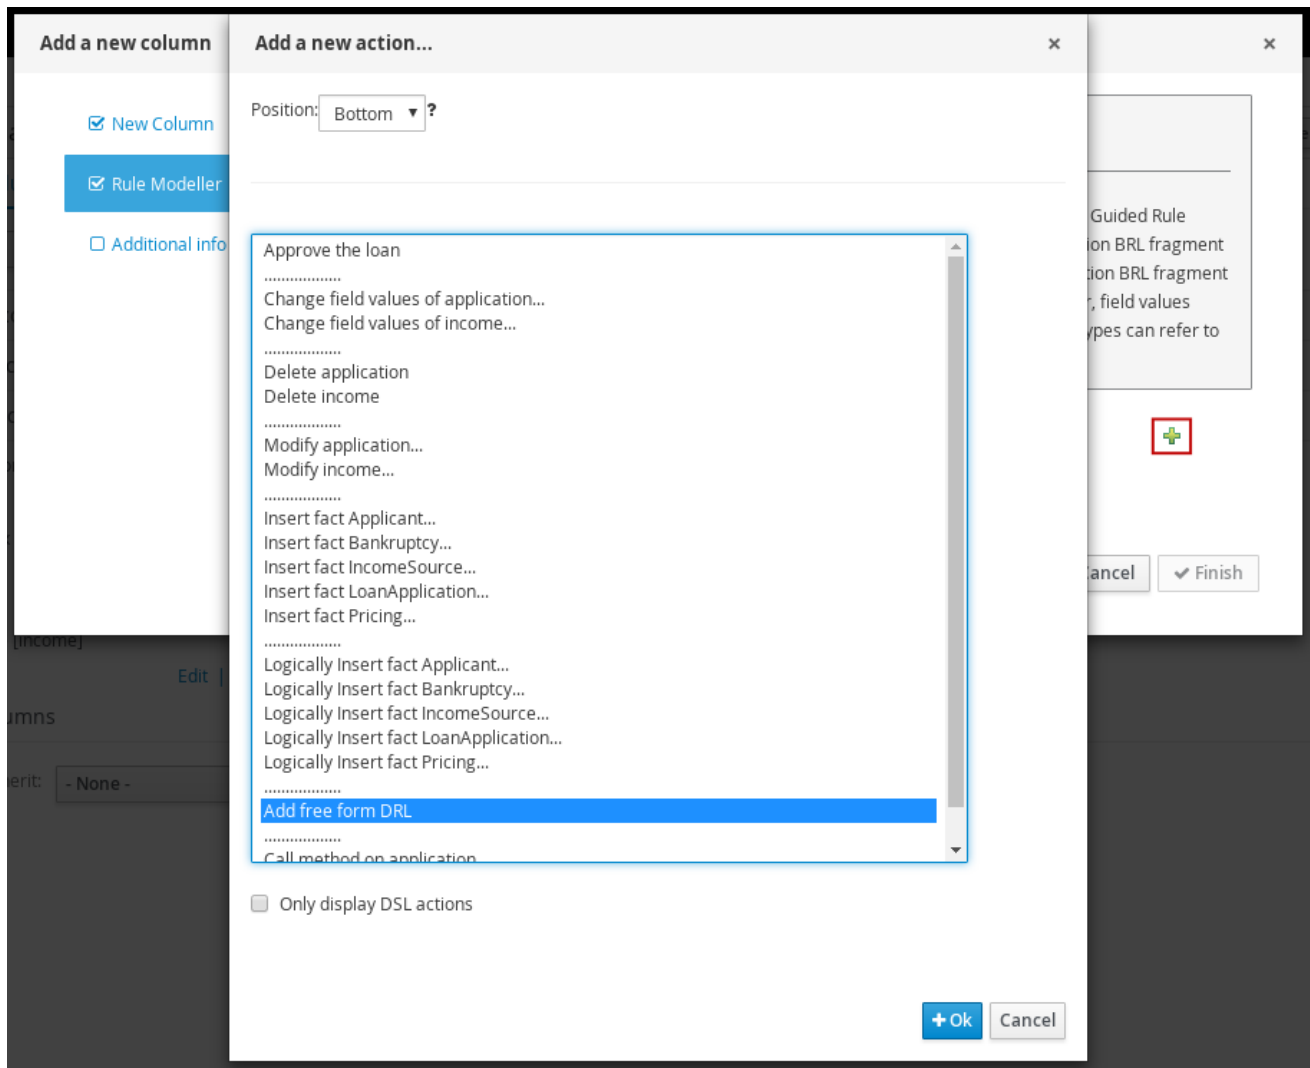 Add a new column
Add a new action...
×
×
New Column
Rule Modeller
Additional info
Position:
Bottom ▼ ?
Guided Rule
ion BRL fragment
tion BRL fragment
, field values
ypes can refer to
Approve the loan
..................
Change field values of application...
Change field values of income...
..................
Delete application
Delete income
..................
Modify application...
Modify income...
..................
Insert fact Applicant...
Insert fact Bankruptcy...
Insert fact IncomeSource...
Insert fact LoanApplication...
Insert fact Pricing...
..................
Logically Insert fact Applicant...
Logically Insert fact Bankruptcy...
Logically Insert fact IncomeSource...
Logically Insert fact LoanApplication...
Logically Insert fact Pricing...
..................
Add free form DRL
..................
Call method on application
Only display DSL actions
Ok
Cancel
ancel
Finish
[income]
Edit |
umns
erit:
- None -